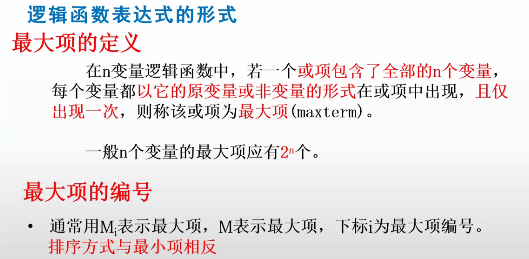 逻辑函数表达式的形式
最大项的定义
在n变量逻辑函数中，若一个或项包含了全部的n个变量，
每个变量都以它的原变量或非变量的形式在或项中出现，且仅
出现一次，则称该或项为最大项(maxterm)。
一般n个变量的最大项应有2ⁿ个。
最大项的编号
• 通常用Mᵢ表示最大项，M表示最大项，下标i为最大项编号。
排序方式与最小项相反